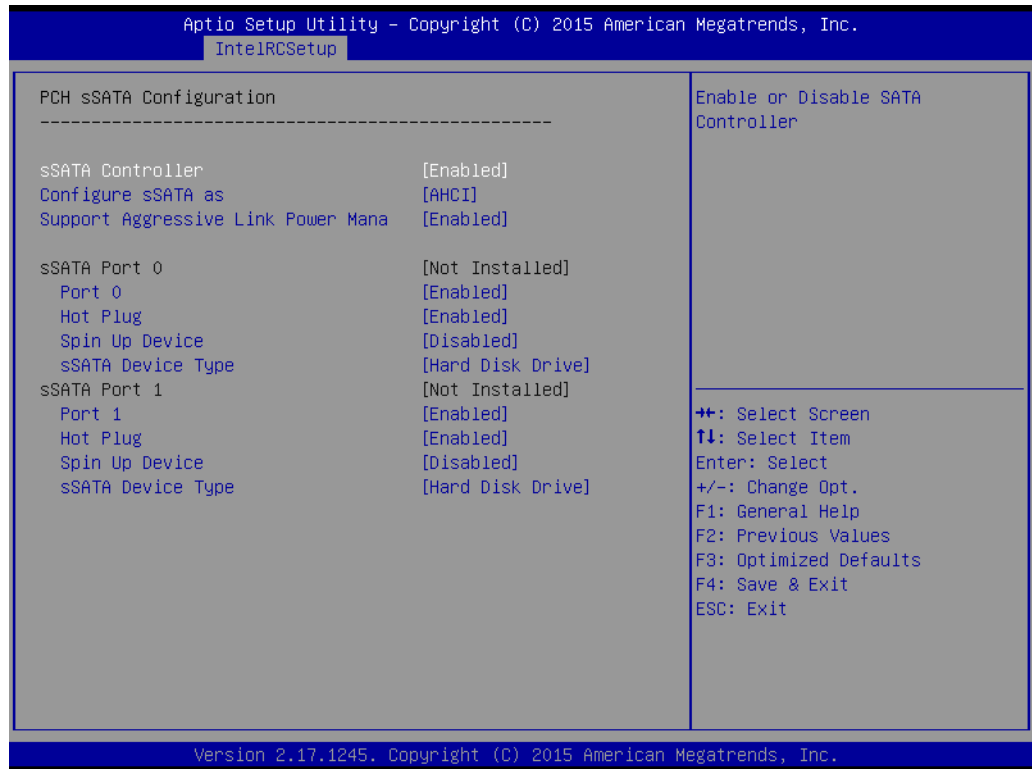 Aptio Setup Utility – Copyright (C) 2015 American Megatrends, Inc.
IntelRCSetup
PCH sSATA Configuration
--------------------------------------------------
sSATA Controller [Enabled]
Configure sSATA as [AHCI]
Support Aggressive Link Power Mana [Enabled]
sSATA Port 0 [Not Installed]
Port 0 [Enabled]
Hot Plug [Enabled]
Spin Up Device [Disabled]
sSATA Device Type [Hard Disk Drive]
sSATA Port 1 [Not Installed]
Port 1 [Enabled]
Hot Plug [Enabled]
Spin Up Device [Disabled]
sSATA Device Type [Hard Disk Drive]
Enable or Disable SATA
Controller
→←: Select Screen
↑↓: Select Item
Enter: Select
+/-: Change Opt.
F1: General Help
F2: Previous Values
F3: Optimized Defaults
F4: Save & Exit
ESC: Exit
Version 2.17.1245. Copyright (C) 2015 American Megatrends, Inc.